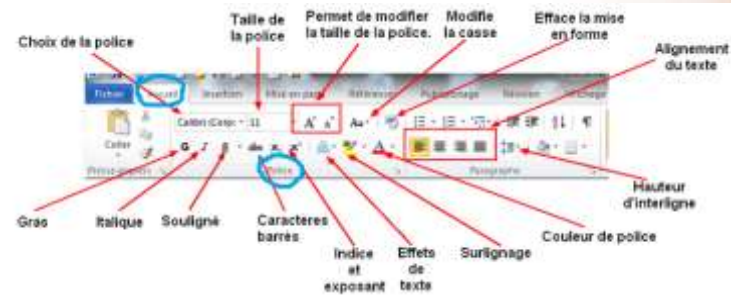 Choix de la police
Taille de
la police
Permet de modifier
la taille de la police.
Modifie
la casse
Efface la mise
en forme
Alignement
du texte
Fichier Accueil Insertion Mise en page Références Publipostage Révision Affichage
Calibri (Corps 11
Aa
Coller
G I S abc
Police
Paragraphe
Gras
Italique
Souligné
Caracteres
barrés
Indice
et
exposant
Effets
de
texte
Surlignage
Couleur de police
Hauteur
d'interligne